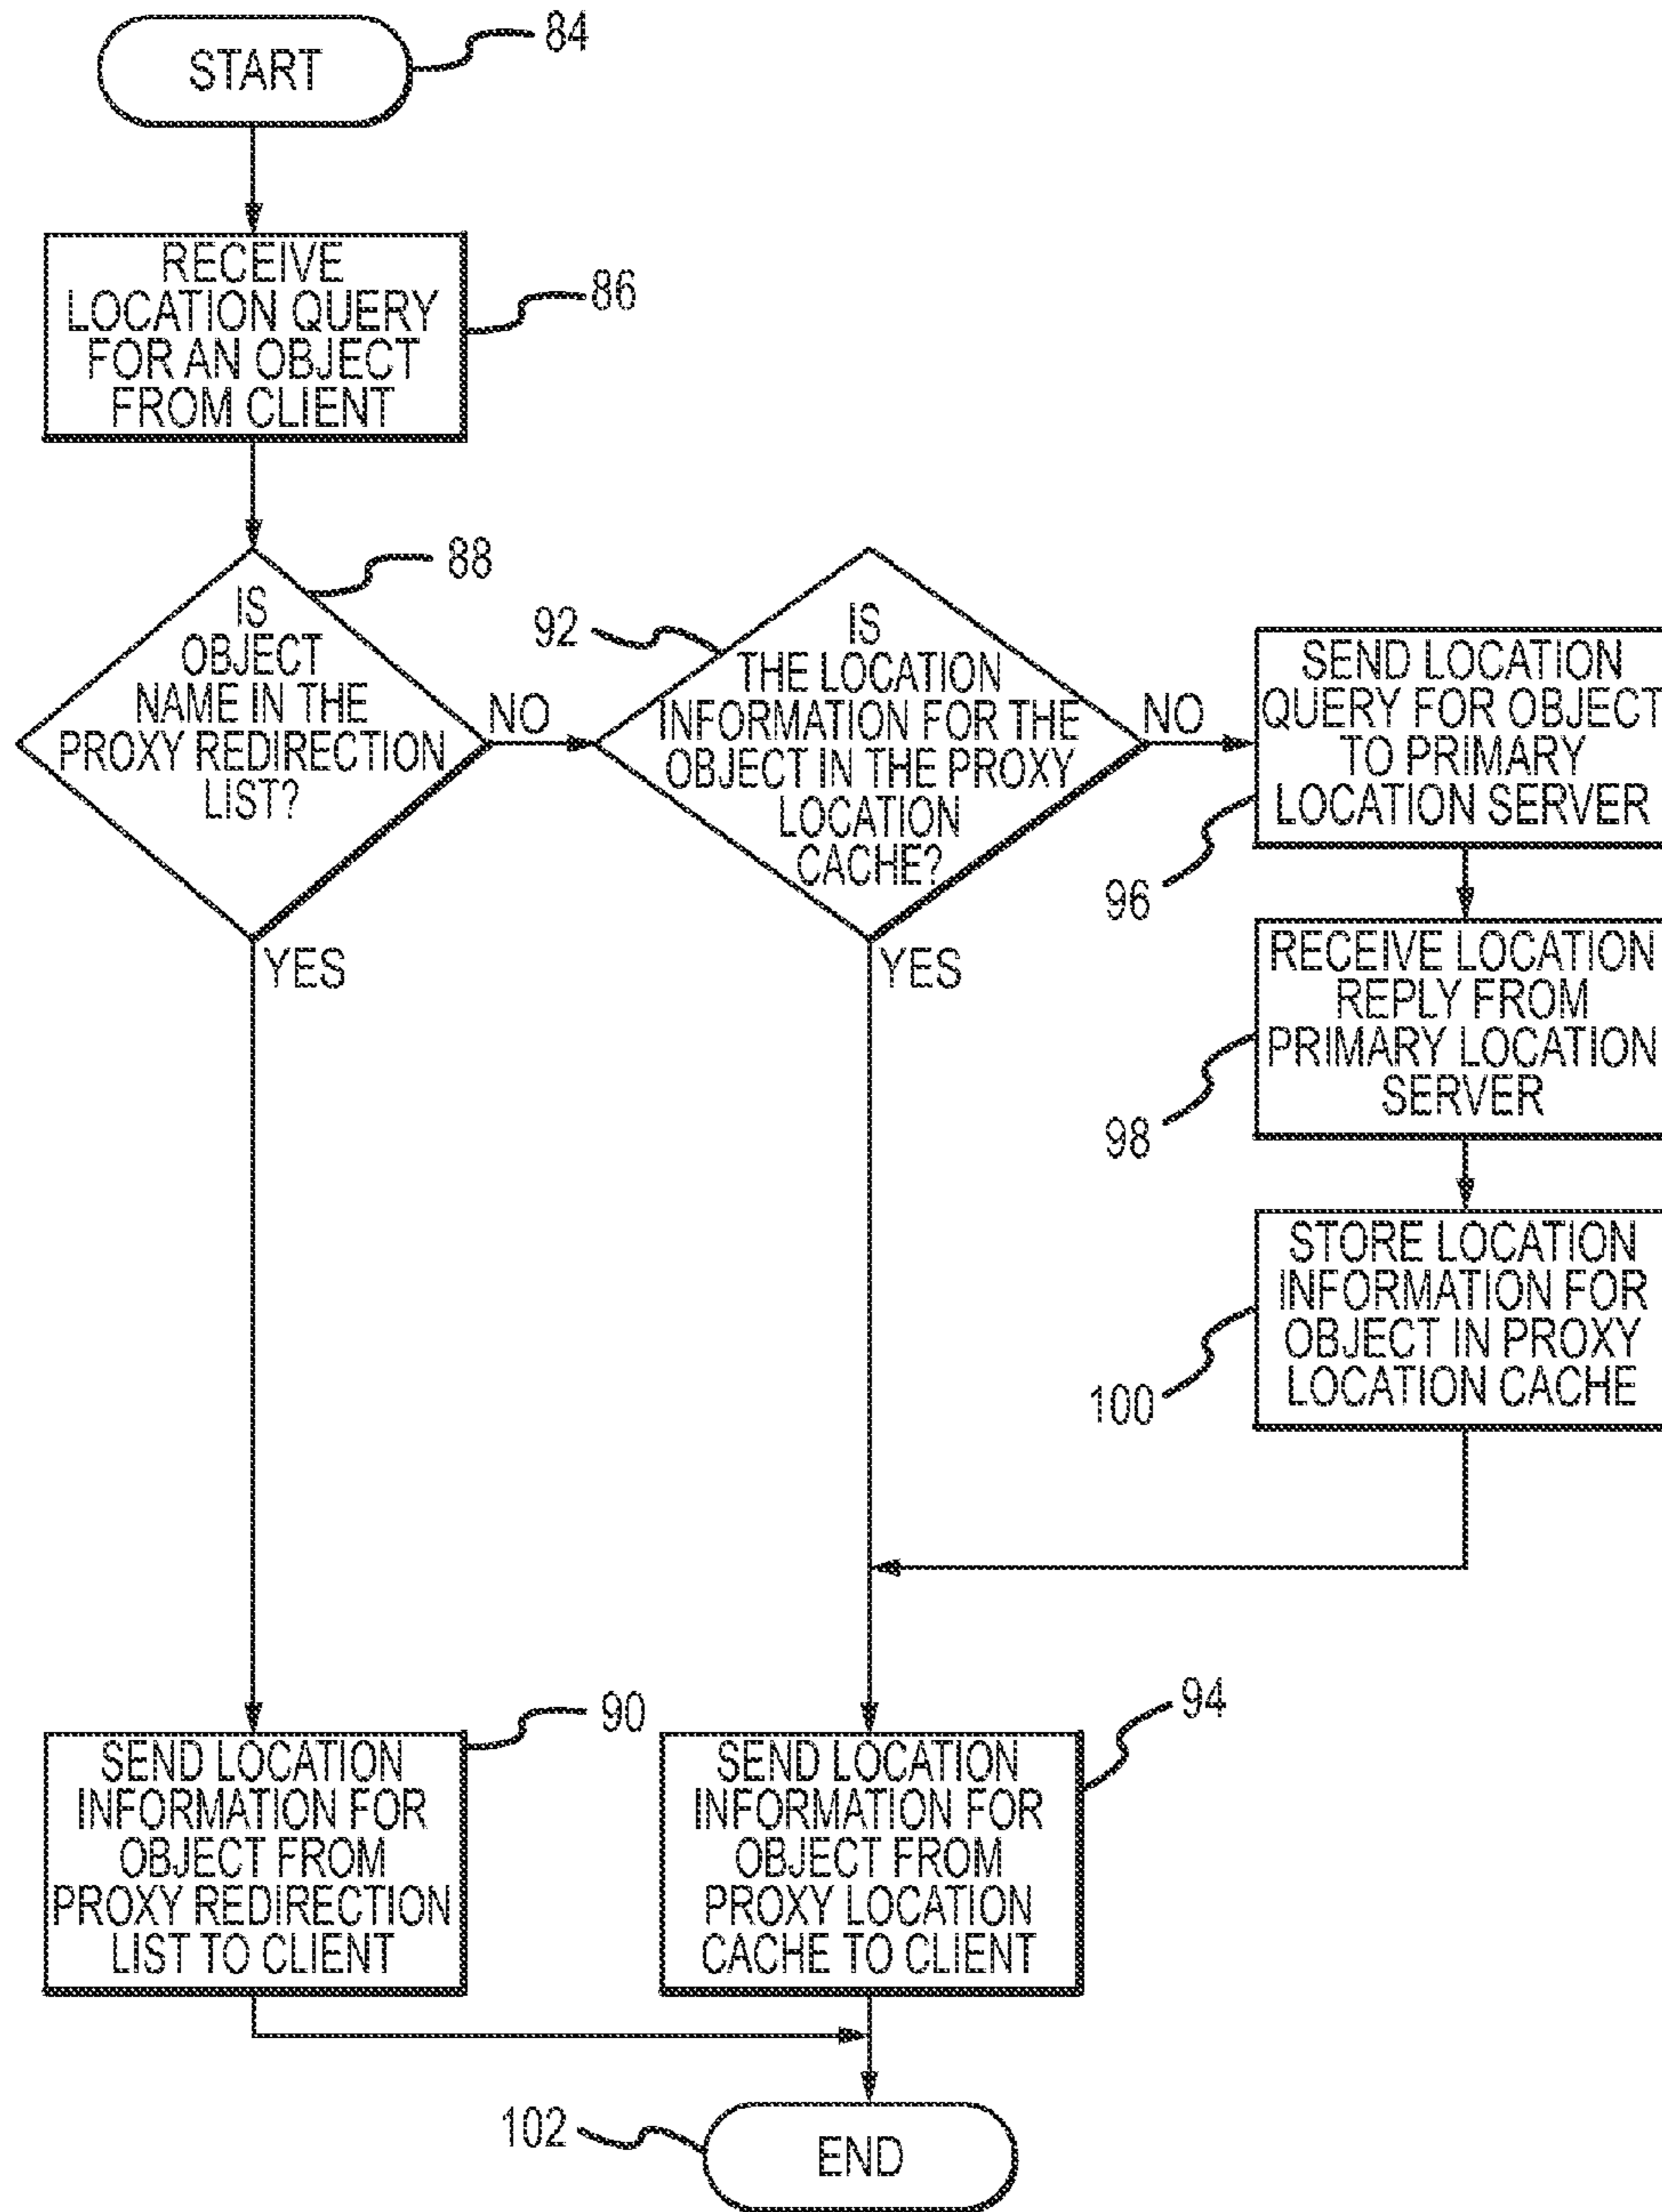 START
84
RECEIVE
LOCATION QUERY
FOR AN OBJECT
FROM CLIENT
86
IS
OBJECT
NAME IN THE
PROXY REDIRECTION
LIST?
88
NO
YES
92
IS
THE LOCATION
INFORMATION FOR THE
OBJECT IN THE PROXY
LOCATION
CACHE?
NO
YES
SEND LOCATION
QUERY FOR OBJECT
TO PRIMARY
LOCATION SERVER
96
RECEIVE LOCATION
REPLY FROM
PRIMARY LOCATION
SERVER
98
STORE LOCATION
INFORMATION FOR
OBJECT IN PROXY
LOCATION CACHE
100
90
SEND LOCATION
INFORMATION FOR
OBJECT FROM
PROXY REDIRECTION
LIST TO CLIENT
94
SEND LOCATION
INFORMATION FOR
OBJECT FROM
PROXY LOCATION
CACHE TO CLIENT
102
END